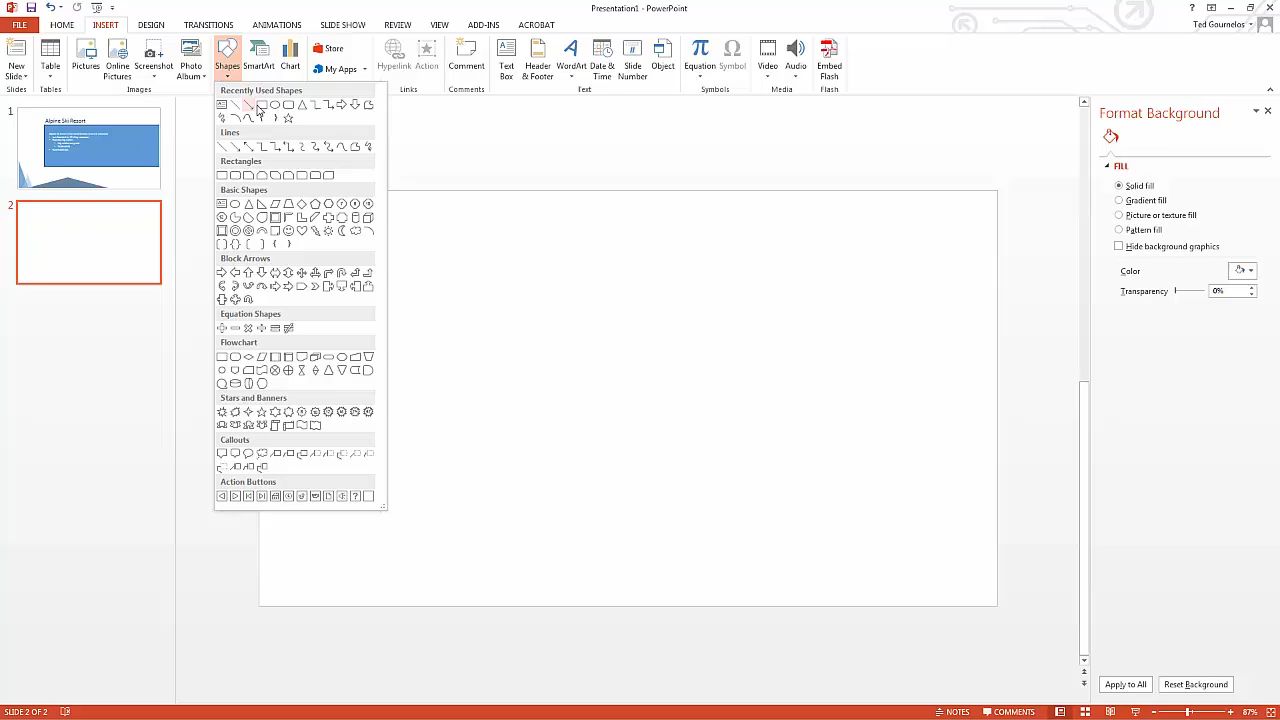 Presentation1 - PowerPoint
FILE HOME INSERT DESIGN TRANSITIONS ANIMATIONS SLIDE SHOW REVIEW VIEW ADD-INS ACROBAT
Ted Gournelos
New Slide
Table
Pictures
Online Pictures
Screenshot
Photo Album
Shapes
SmartArt
Chart
Store
My Apps
Hyperlink
Action
Comment
Text Box
Header & Footer
WordArt
Date & Time
Slide Number
Object
Equation
Symbol
Video
Audio
Embed Flash
Slides Tables Images Links Comments Text Symbols Media Flash
Recently Used Shapes
Lines
Rectangles
Basic Shapes
Block Arrows
Equation Shapes
Flowchart
Stars and Banners
Callouts
Action Buttons
1
Alpine Ski Resort
2
Format Background
FILL
Solid fill
Gradient fill
Picture or texture fill
Pattern fill
Hide background graphics
Color
Transparency 0%
Apply to All Reset Background
SLIDE 2 OF 2
NOTES COMMENTS 87%